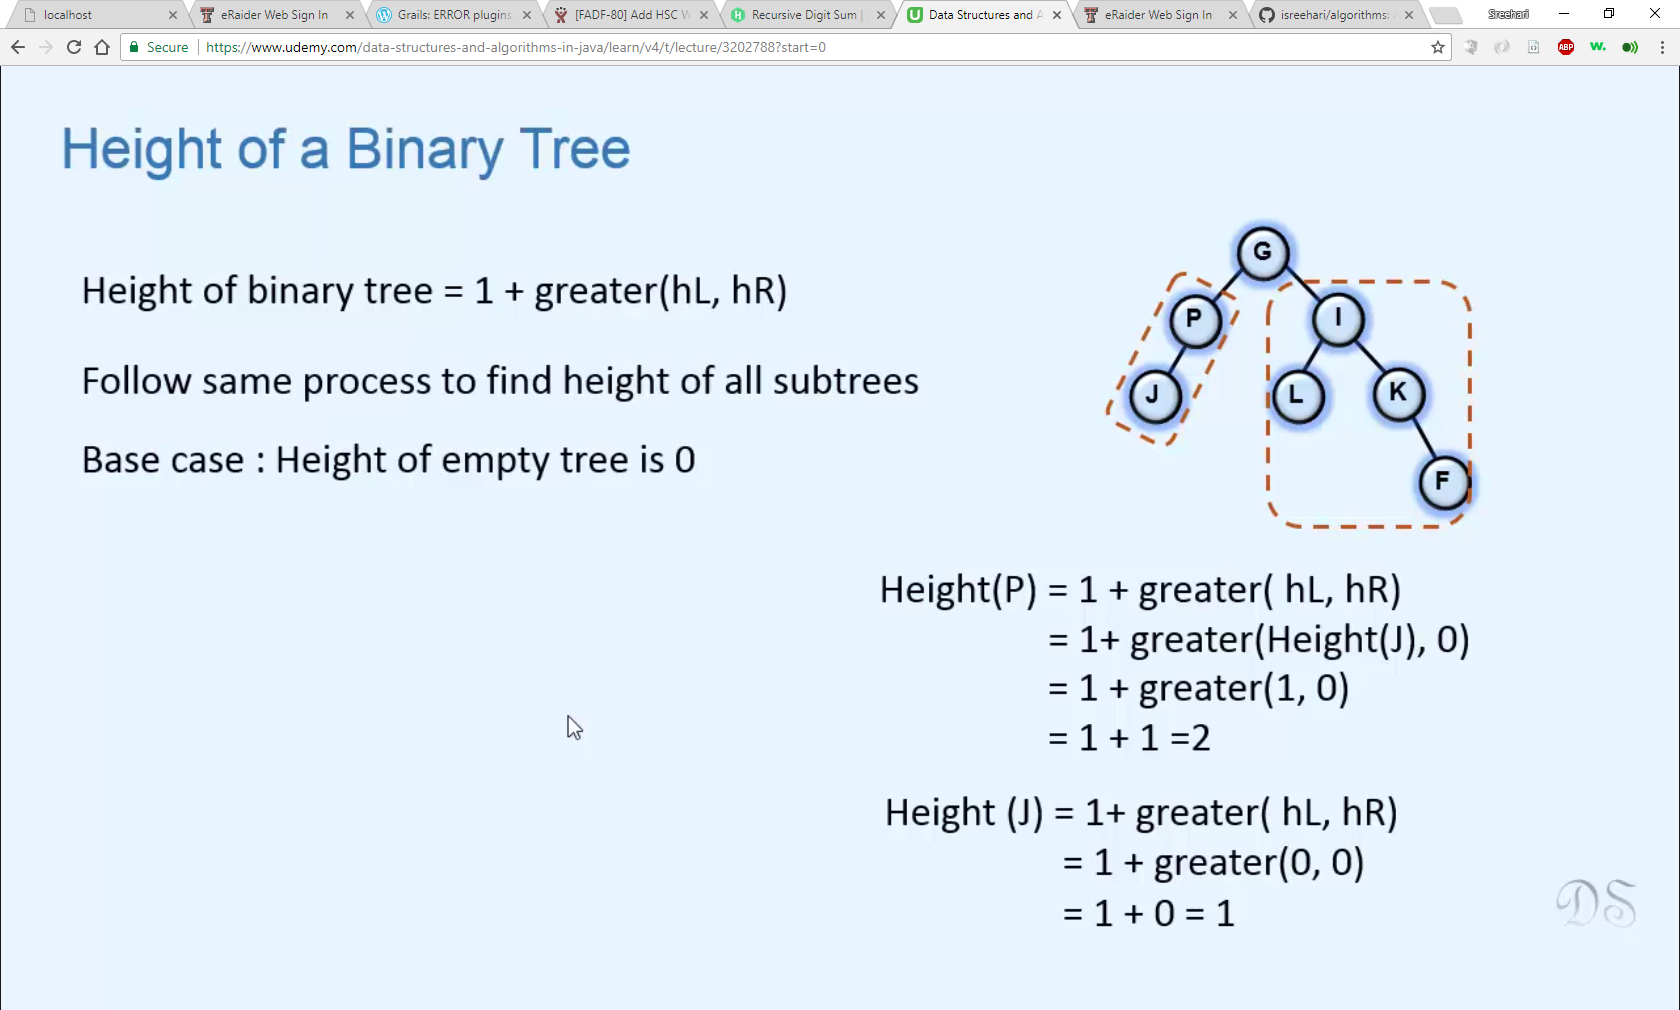 localhost
eRaider Web Sign In
Grails: ERROR plugins.
[FADF-80] Add HSC W
Recursive Digit Sum |
Data Structures and A
eRaider Web Sign In
isreehari/algorithms:
Sreehari
Secure
https://www.udemy.com/data-structures-and-algorithms-in-java/learn/v4/t/lecture/3202788?start=0
ABP
w.
Height of a Binary Tree
Height of binary tree = 1 + greater(hL, hR)
Follow same process to find height of all subtrees
Base case : Height of empty tree is 0
G
P
I
J
L
K
F
Height(P) = 1 + greater( hL, hR)
= 1+ greater(Height(J), 0)
= 1 + greater(1, 0)
= 1 + 1 =2
Height (J) = 1+ greater( hL, hR)
= 1 + greater(0, 0)
= 1 + 0 = 1
DS